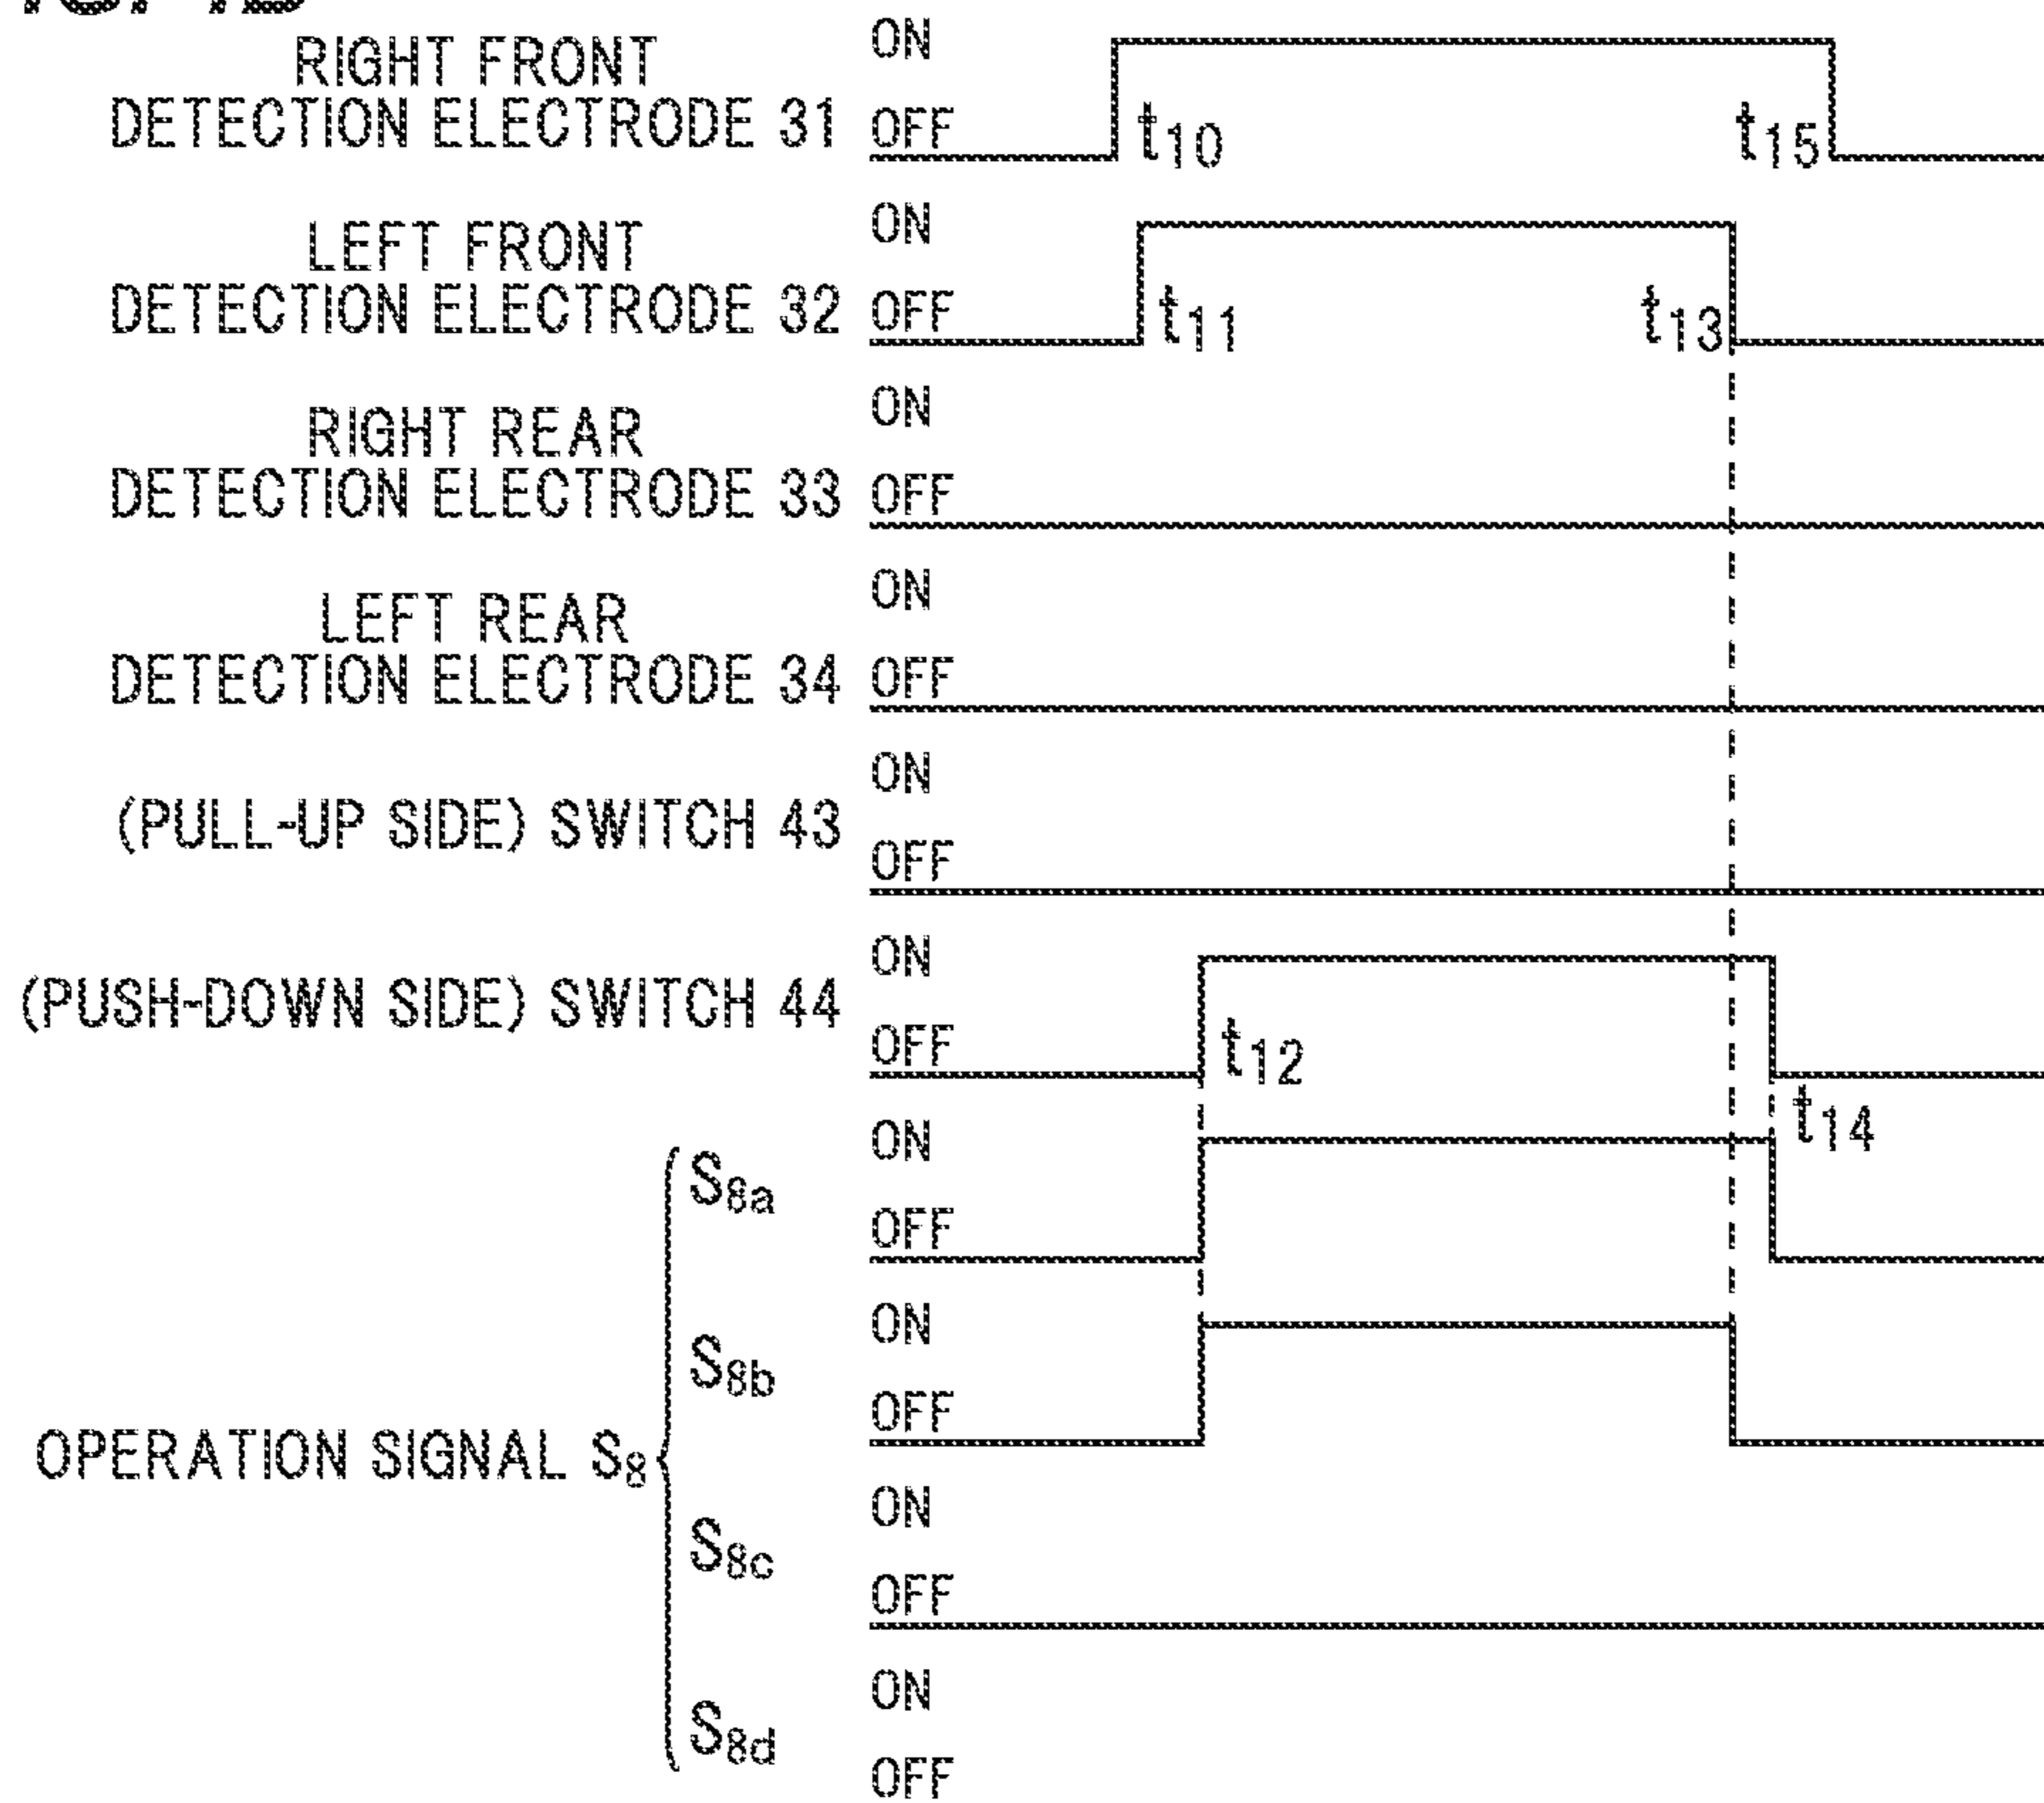 RIGHT FRONT
DETECTION ELECTRODE 31
ON
OFF
t10
t15
LEFT FRONT
DETECTION ELECTRODE 32
ON
OFF
t11
t13
RIGHT REAR
DETECTION ELECTRODE 33
ON
OFF
LEFT REAR
DETECTION ELECTRODE 34
ON
OFF
(PULL-UP SIDE) SWITCH 43
ON
OFF
(PUSH-DOWN SIDE) SWITCH 44
ON
OFF
t12
t14
OPERATION SIGNAL S8
S8a
ON
OFF
S8b
ON
OFF
S8c
ON
OFF
S8d
ON
OFF